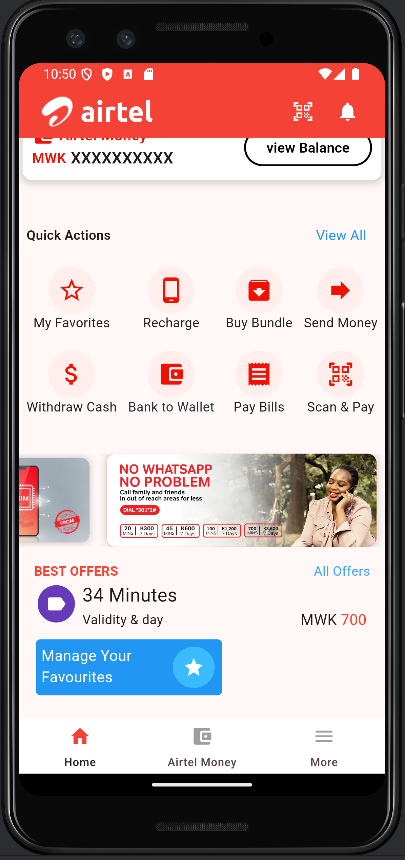 10:50
airtel
Airtel Money
MWK XXXXXXXXXX
view Balance
Quick Actions
View All
My Favorites
Recharge
Buy Bundle
Send Money
Withdraw Cash
Bank to Wallet
Pay Bills
Scan & Pay
NO WHATSAPP
NO PROBLEM
Call family and friends
in out of reach areas for less
DIAL *301*2#
BEST OFFERS
All Offers
34 Minutes
Validity & day
MWK 700
Manage Your
Favourites
Home
Airtel Money
More